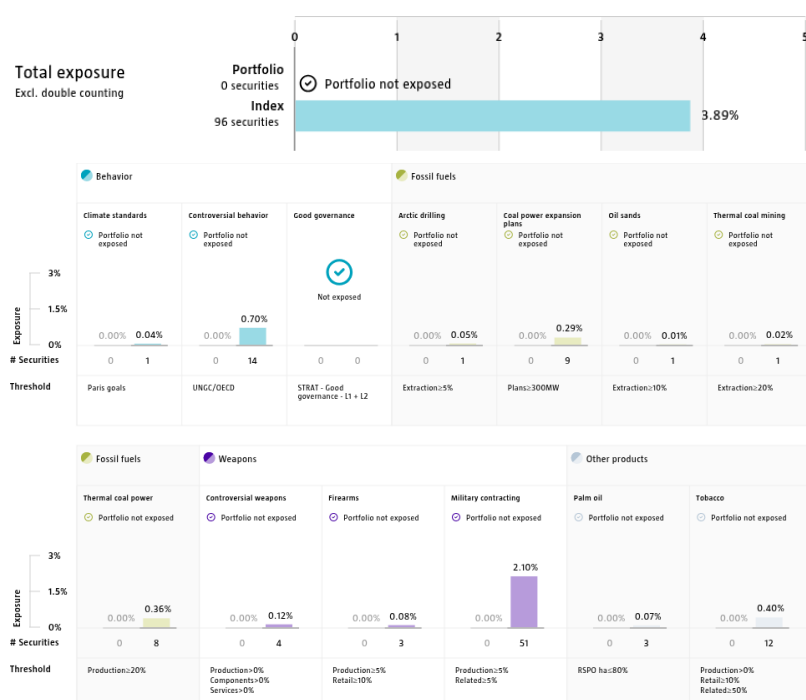 0 1 2 3 4 5
Total exposure
Excl. double counting
Portfolio
0 securities
Portfolio not exposed
Index
96 securities
3.89%
Behavior
Fossil fuels
Climate standards
Controversial behavior
Good governance
Arctic drilling
Coal power expansion
plans
Oil sands
Thermal coal mining
Portfolio not
exposed
Portfolio not
exposed
Portfolio not
exposed
Portfolio not
exposed
Portfolio not
exposed
Portfolio not
exposed
Not exposed
Exposure
3%
1.5%
0%
0.00% 0.04%
0.00% 0.70%
0.00% 0.05%
0.00% 0.29%
0.00% 0.01%
0.00% 0.02%
# Securities 0 1 0 14 0 0 0 1 0 9 0 1 0 1
Threshold
Paris goals
UNGC/OECD
STRAT - Good
governance - L1 + L2
Extraction≥5%
Plans≥300MW
Extraction≥10%
Extraction≥20%
Fossil fuels
Weapons
Other products
Thermal coal power
Controversial weapons
Firearms
Military contracting
Palm oil
Tobacco
Portfolio not exposed
Portfolio not exposed
Portfolio not exposed
Portfolio not exposed
Portfolio not exposed
Portfolio not exposed
Exposure
3%
1.5%
0%
0.00% 0.36%
0.00% 0.12%
0.00% 0.08%
0.00% 2.10%
0.00% 0.07%
0.00% 0.40%
# Securities 0 8 0 4 0 3 0 51 0 3 0 12
Threshold
Production≥20%
Production>0%
Components>0%
Services>0%
Production≥5%
Retail≥10%
Production≥5%
Related≥5%
RSPO ha≤80%
Production>0%
Retail≥10%
Related≥50%